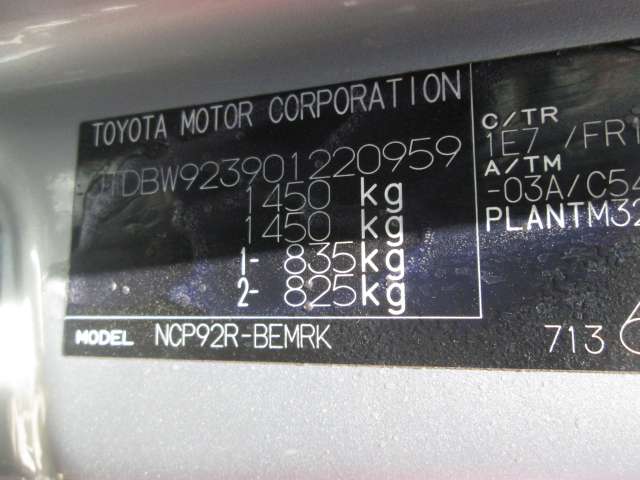 TOYOTA MOTOR CORPORATION
JTDBW923901220959
1450 kg
1450 kg
1- 835kg
2- 825kg
MODEL NCP92R-BEMRK
C/TR
1E7 /FR1
A/TM
-03A/C54
PLANTM32
713